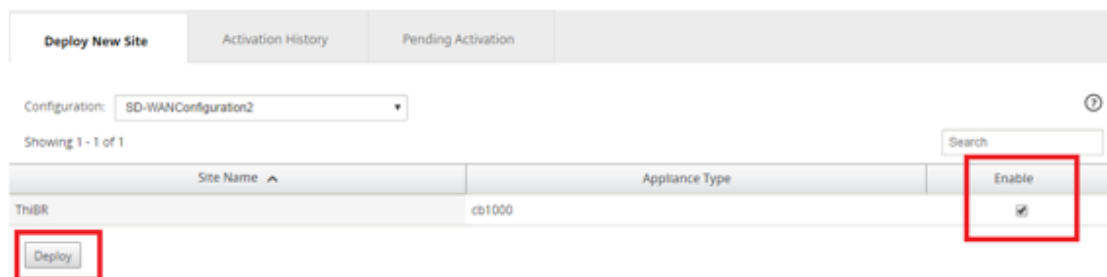 Deploy New Site Activation History Pending Activation
Configuration: SD-WANConfiguration2
Showing 1 - 1 of 1 Search
Site Name Appliance Type Enable
ThiBR cb1000
Deploy